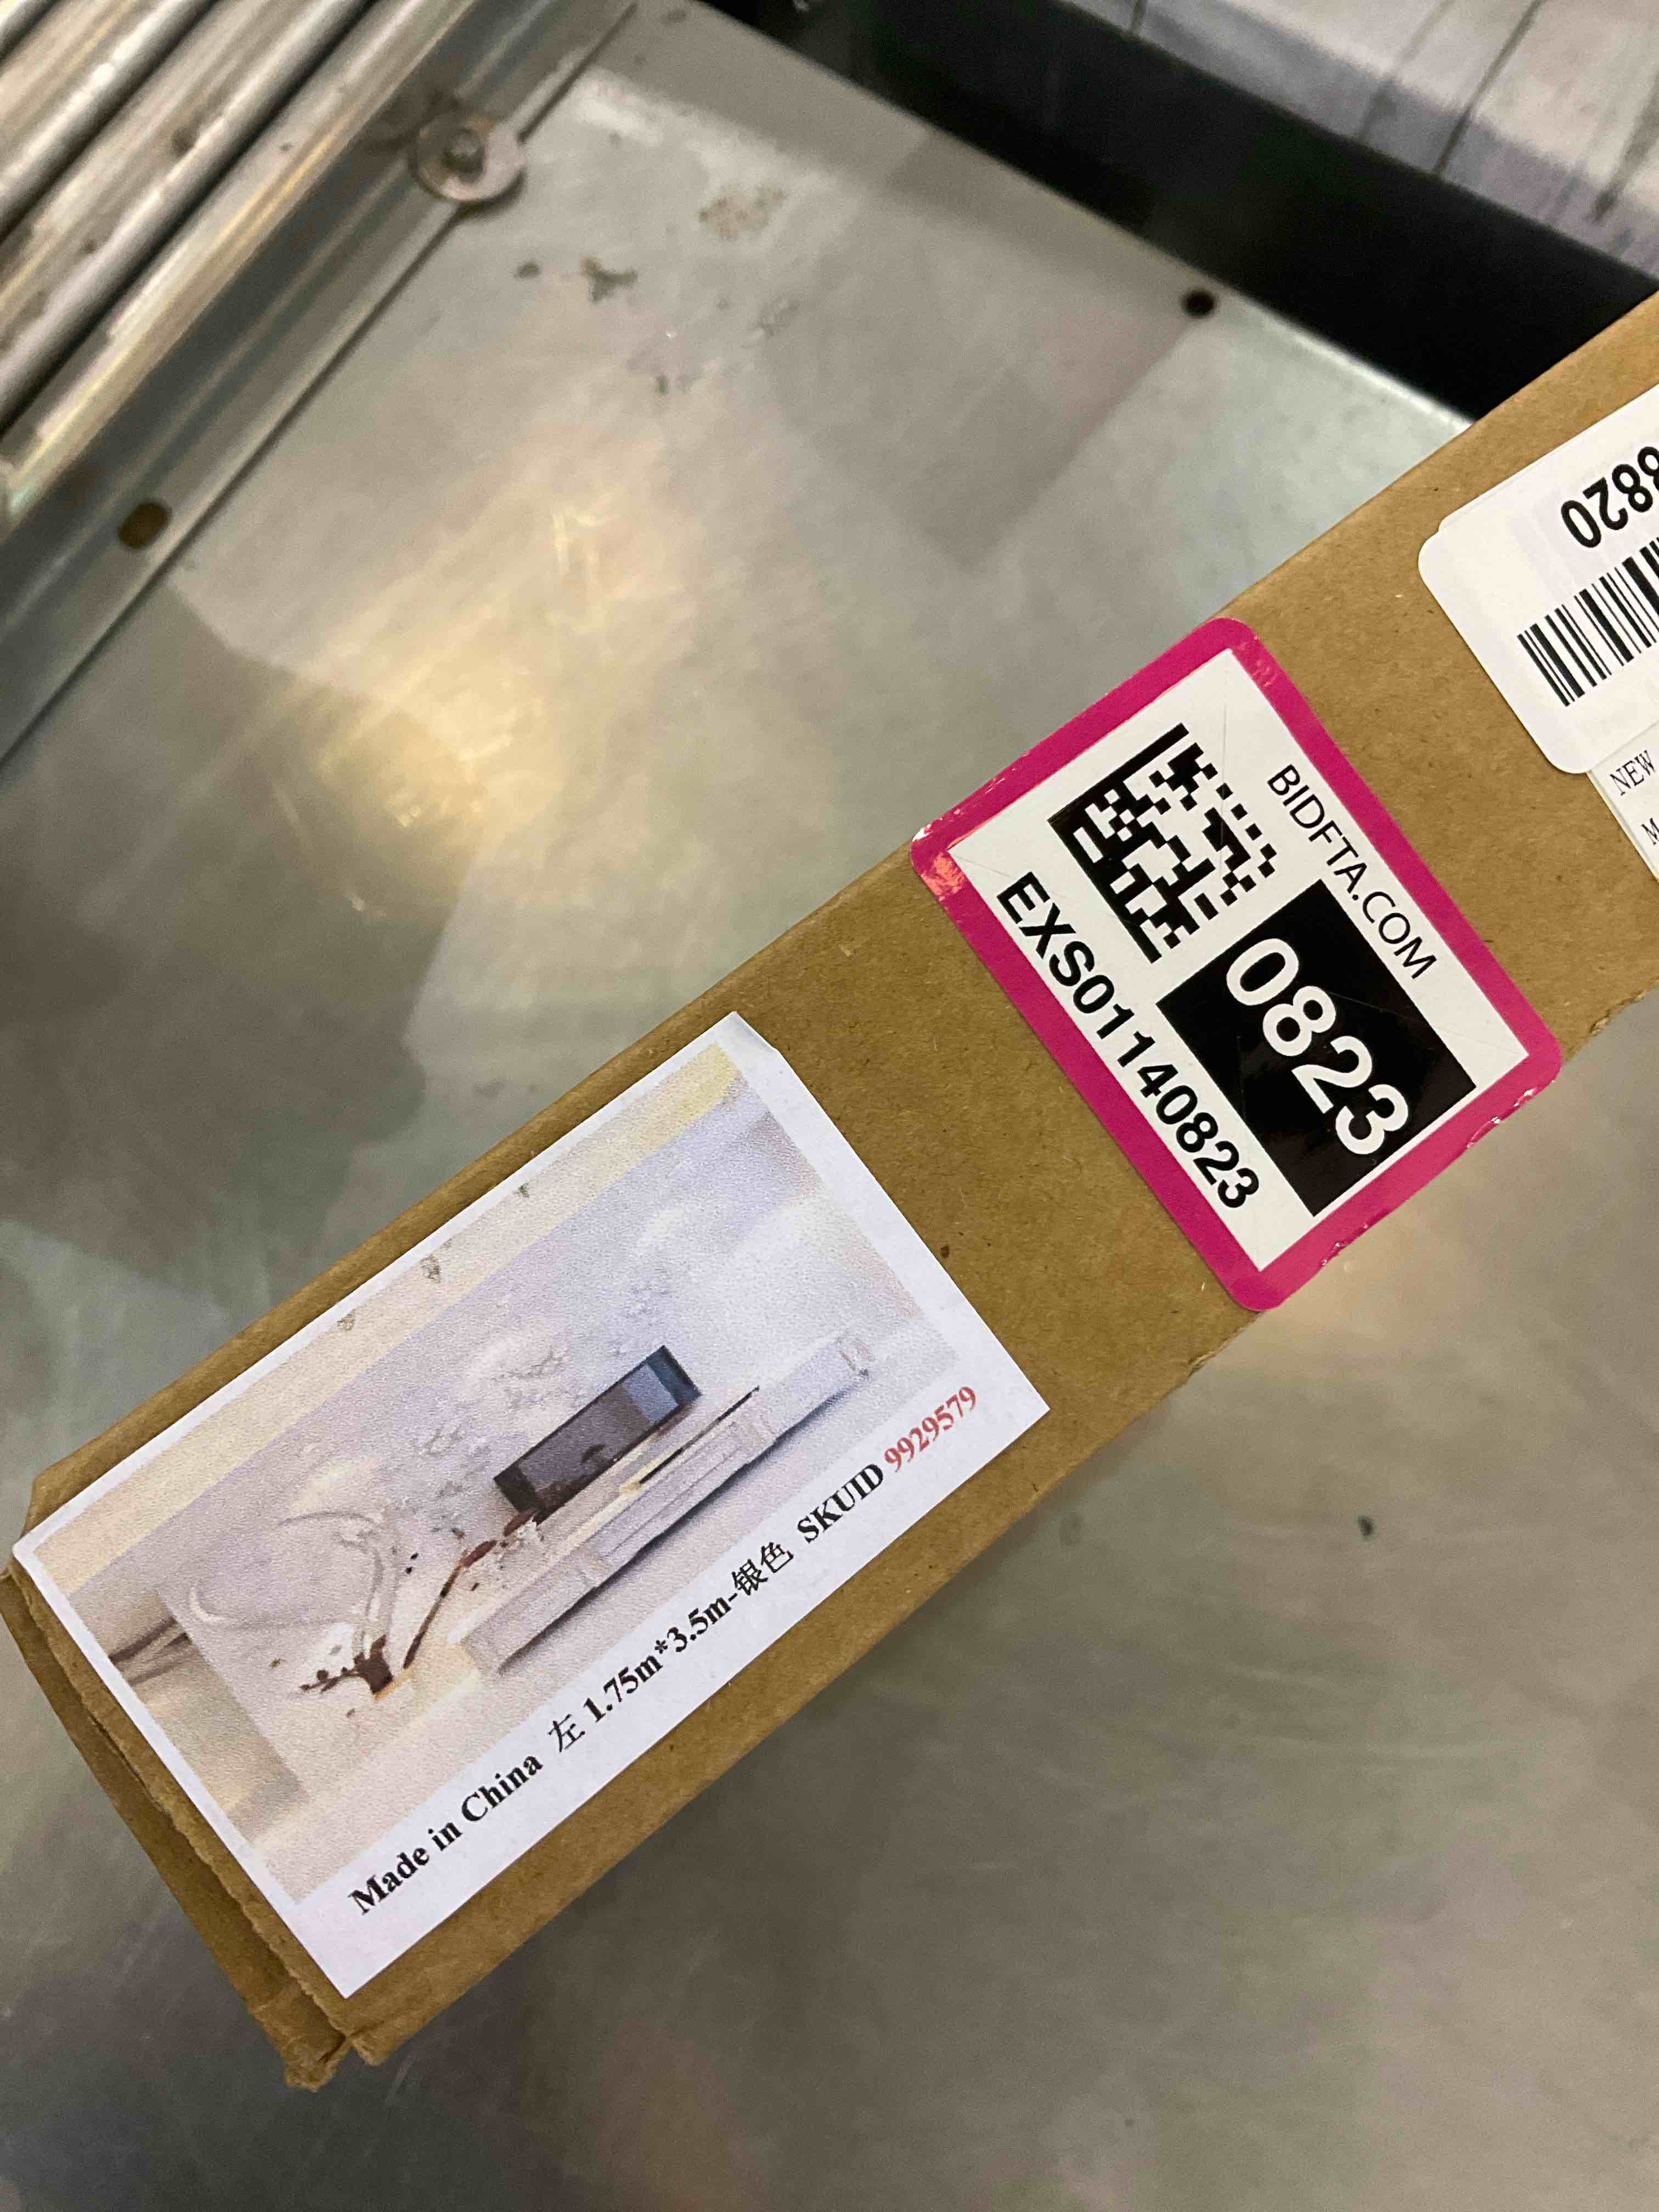 8820
NEW
BIDFTA.COM
0823
EXS01140823
Made in China 左 1.75m*3.5m-银色 SKUID 9929579